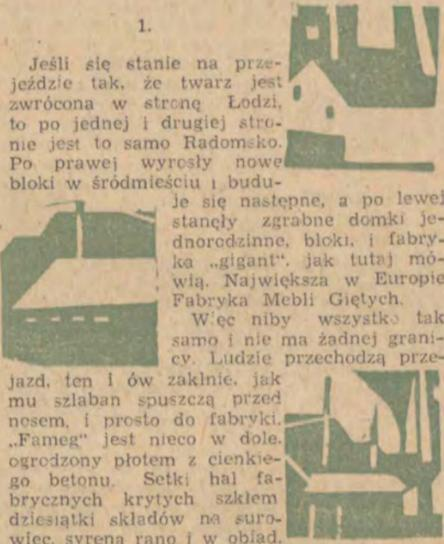 1.
Jeśli się stanie na prze-
jeździe tak, że twarz jest
zwrócona w stronę Łodzi,
to po jednej i drugiej stro-
nie jest to samo Radomsko.
Po prawej wyrosły nowe
bloki w śródmieściu i budu-
je się następne, a po lewej
stanęły zgrabne domki je-
dnorodzinne, bloki, i fabry-
ka „gigant", jak tutaj mó-
wią. Największa w Europie
Fabryka Mebli Giętych.
Więc niby wszystko tak
samo i nie ma żadnej grani-
cy. Ludzie przechodzą prze-
jazd, ten i ów zaklnie, jak
mu szlaban spuszczą przed
nosem, i prosto do fabryki.
„Fameg" jest nieco w dole,
ogrodzony płotem z cienkie-
go betonu. Setki hal fa-
brycznych krytych szkłem
dziesiątki składów na suro-
wiec, syrena rano i w obiad,